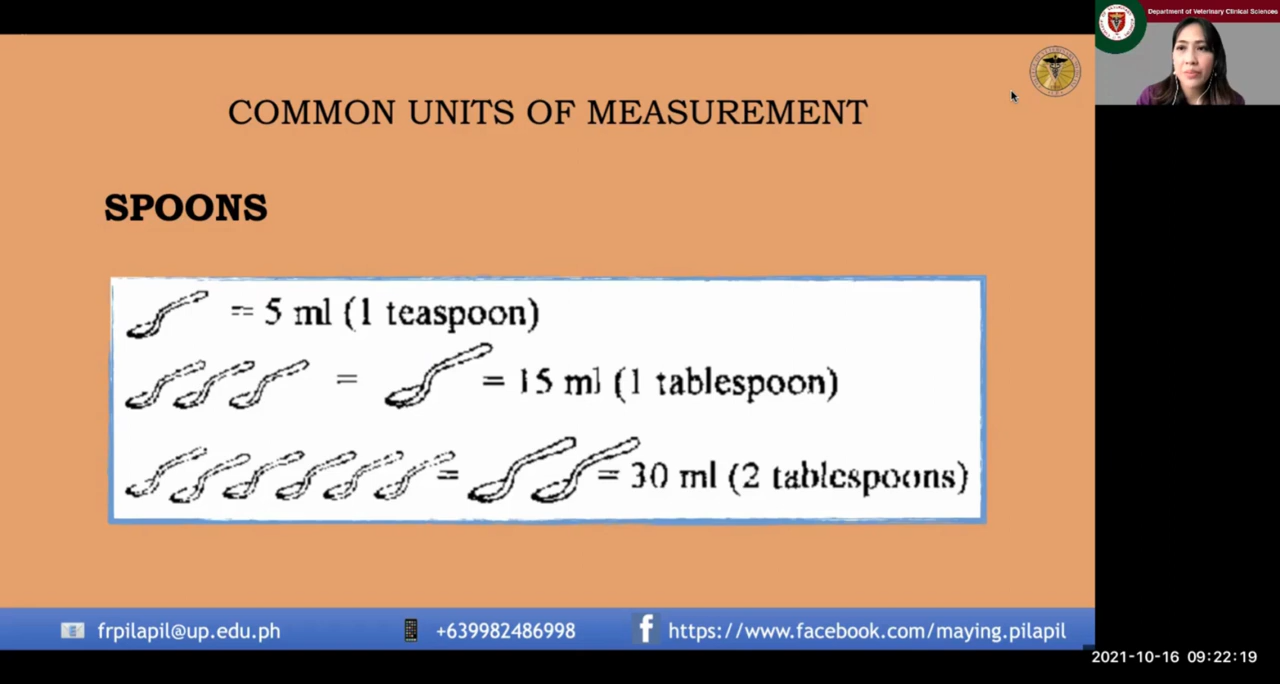 Department of Veterinary Clinical Sciences
COMMON UNITS OF MEASUREMENT
SPOONS
= 5 ml (1 teaspoon)
= = 15 ml (1 tablespoon)
= = 30 ml (2 tablespoons)
frpilapil@up.edu.ph
+639982486998
f https://www.facebook.com/maying.pilapil
2021-10-16 09:22:19